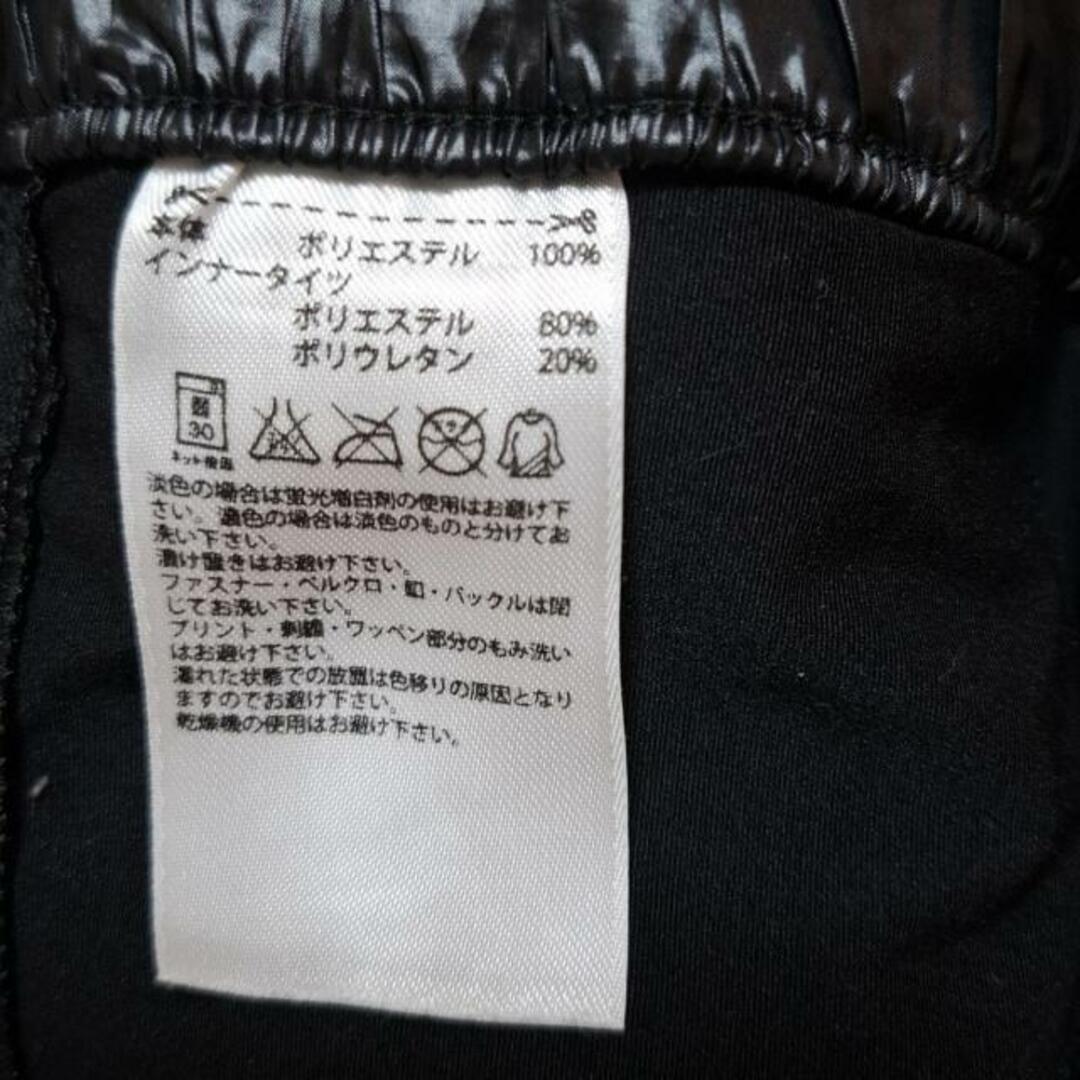 本体
ポリエステル 100%
インナータイツ
ポリエステル 80%
ポリウレタン 20%
弱
30
ネット使用
淡色の場合は蛍光増白剤の使用はお避け下
さい。濃色の場合は淡色のものと分けてお
洗い下さい。
漬け置きはお避け下さい。
ファスナー・ベルクロ・釦・バックルは閉
じてお洗い下さい。
プリント・刺繍・ワッペン部分のもみ洗い
はお避け下さい。
濡れた状態での放置は色移りの原因となり
ますのでお避け下さい。
乾燥機の使用はお避け下さい。